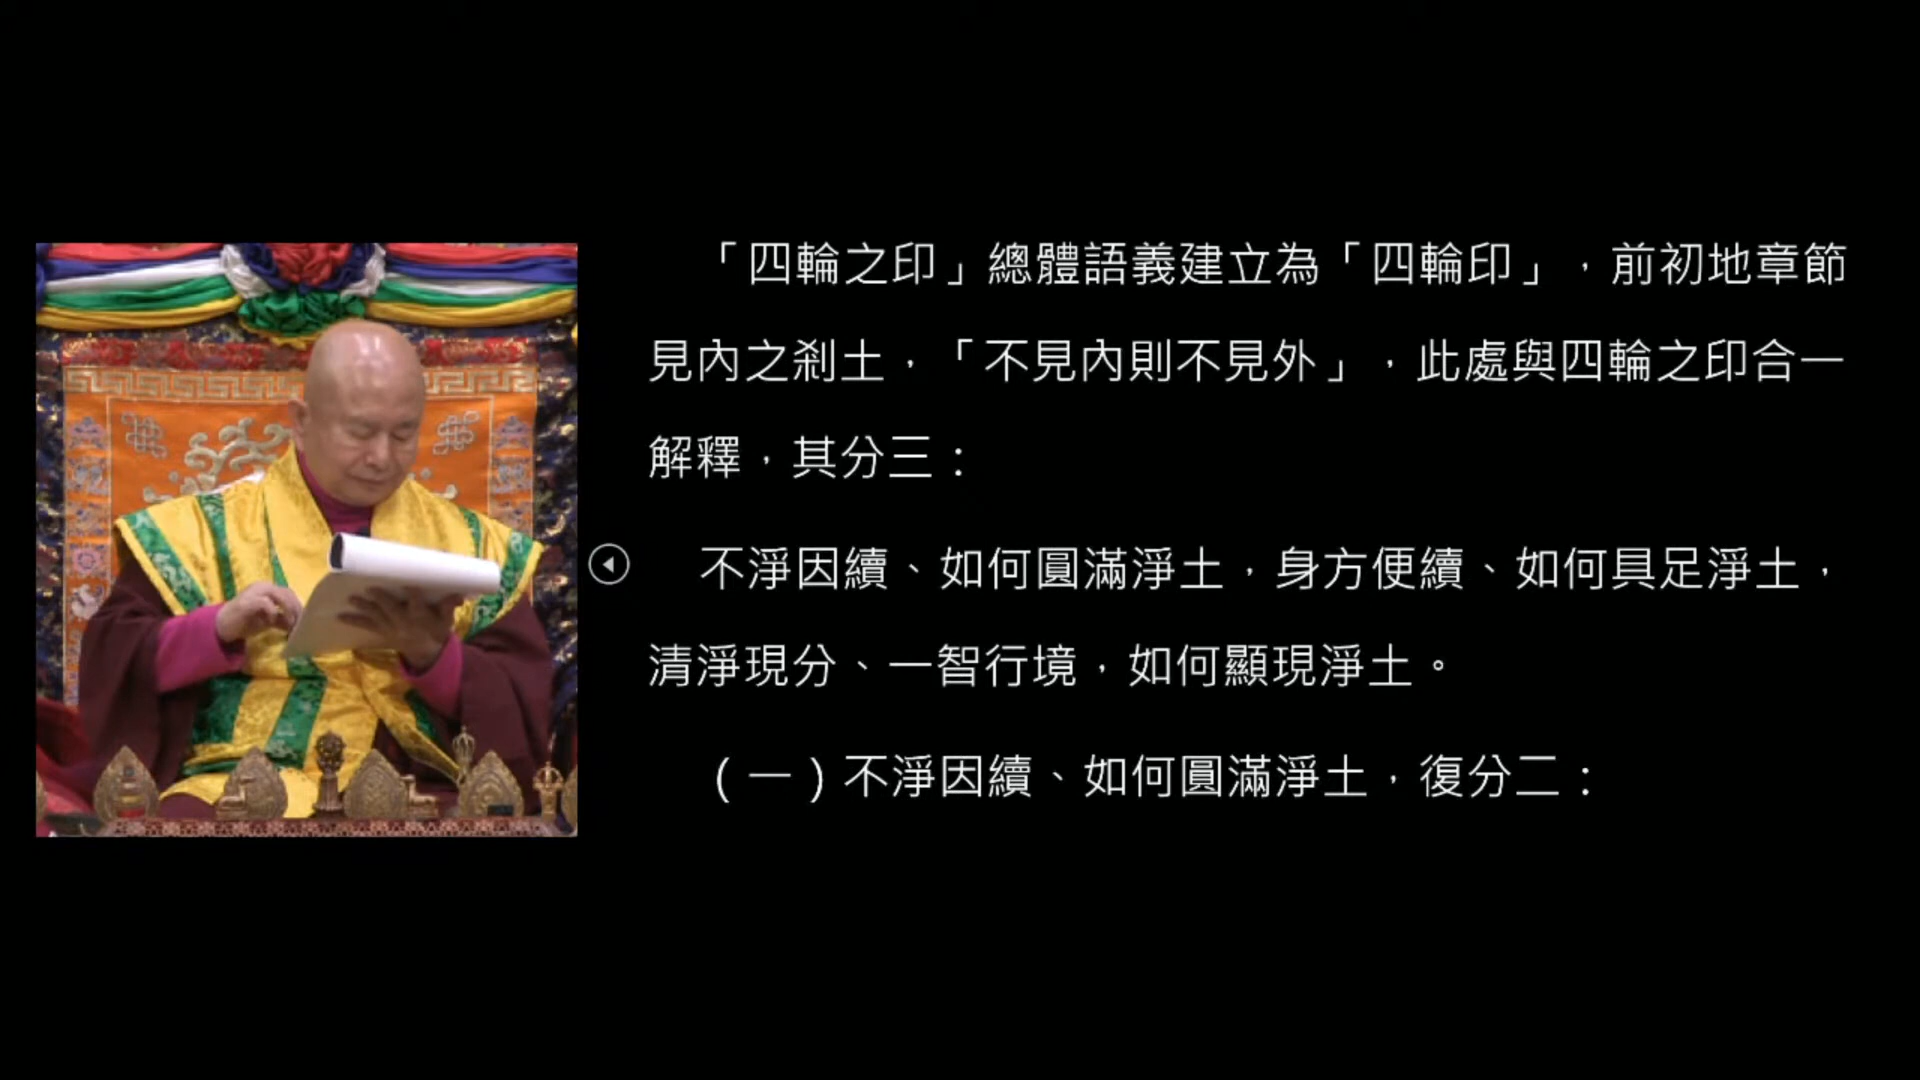 「四輪之印」總體語義建立為「四輪印」，前初地章節
見內之剎土，「不見內則不見外」，此處與四輪之印合一
解釋，其分三：
不淨因續、如何圓滿淨土，身方便續、如何具足淨土，
清淨現分、一智行境，如何顯現淨土。
(一)不淨因續、如何圓滿淨土，復分二：